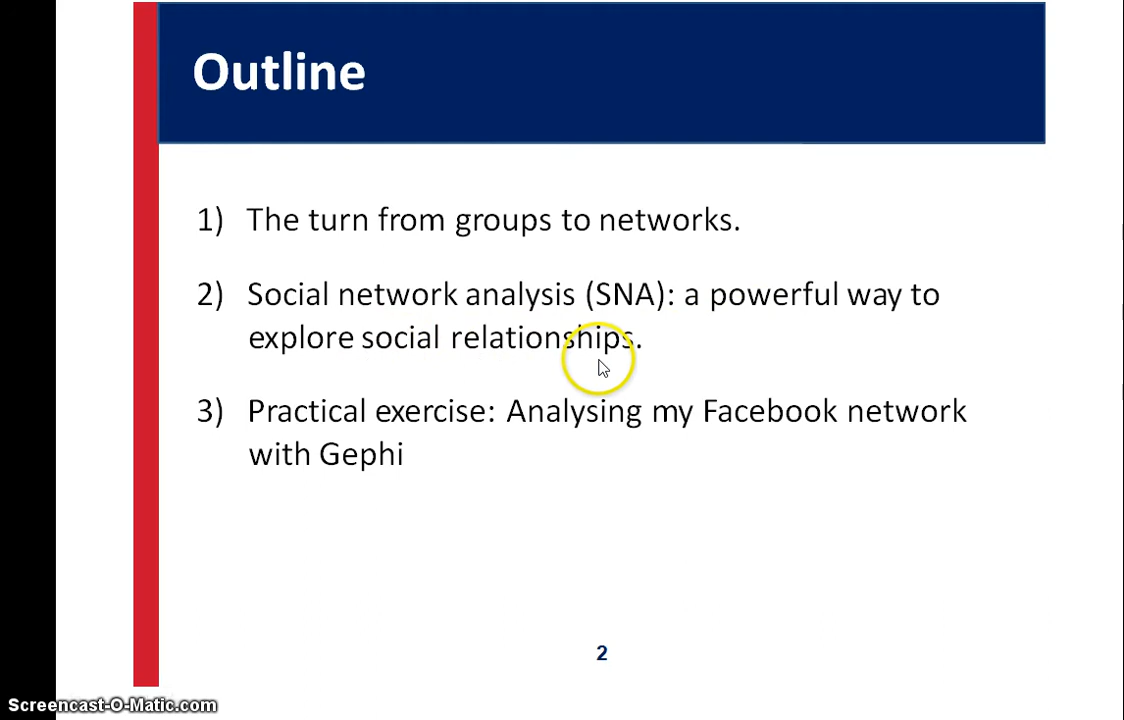 Outline
1) The turn from groups to networks.
2) Social network analysis (SNA): a powerful way to
explore social relationships.
3) Practical exercise: Analysing my Facebook network
with Gephi
2
Screencast-O-Matic.com